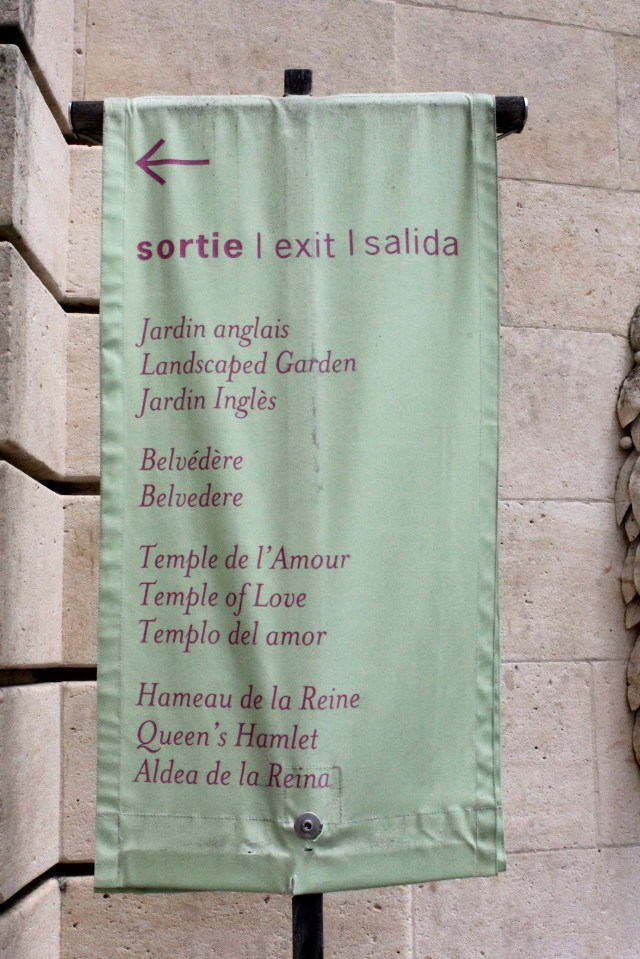 sortie | exit | salida
Jardin anglais
Landscaped Garden
Jardin Inglès
Belvédère
Belvedere
Temple de l'Amour
Temple of Love
Templo del amor
Hameau de la Reine
Queen's Hamlet
Aldea de la Reina